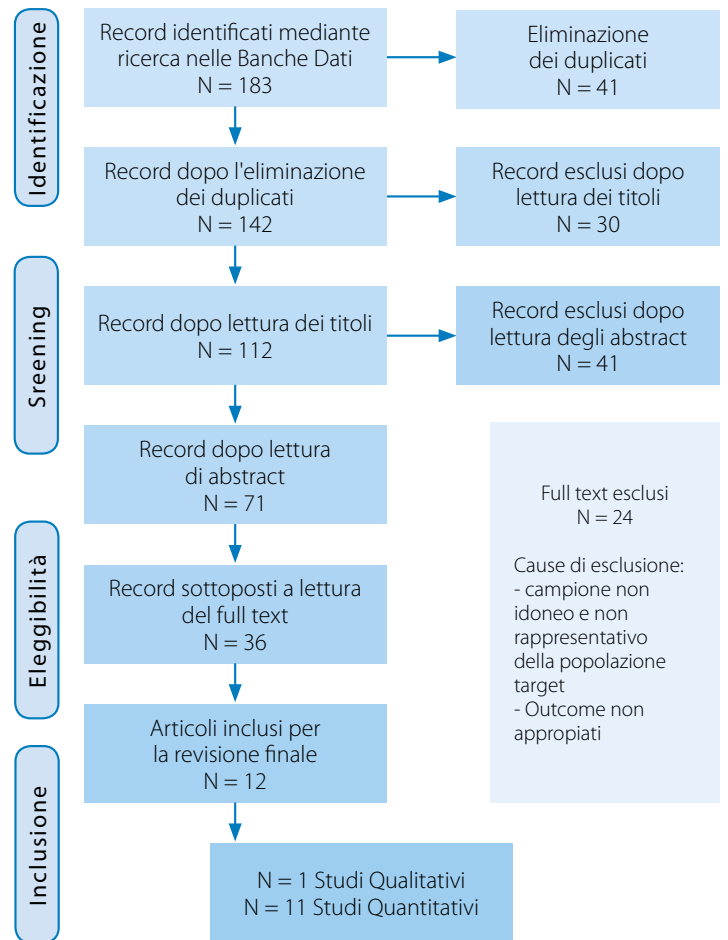 Identificazione
Record identificati mediante
ricerca nelle Banche Dati
N = 183
Eliminazione
dei duplicati
N = 41
Record dopo l'eliminazione
dei duplicati
N = 142
Record esclusi dopo
lettura dei titoli
N = 30
Sreening
Record dopo lettura dei titoli
N = 112
Record esclusi dopo
lettura degli abstract
N = 41
Record dopo lettura
di abstract
N = 71
Full text esclusi
N = 24
Cause di esclusione:
- campione non
idoneo e non
rappresentativo
della popolazione
target
- Outcome non
appropiati
Eleggibilità
Record sottoposti a lettura
del full text
N = 36
Articoli inclusi per
la revisione finale
N = 12
Inclusione
N = 1 Studi Qualitativi
N = 11 Studi Quantitativi